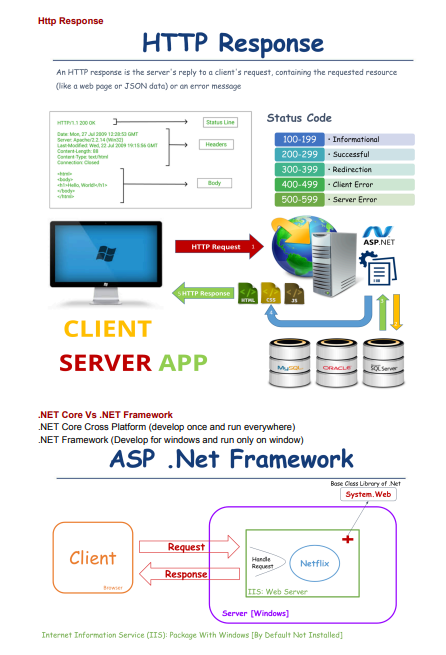 Http Response
HTTP Response
An HTTP response is the server's reply to a client's request, containing the requested resource
(like a web page or JSON data) or an error message
HTTP/1.1 200 OK
Status Line
Date: Mon, 27 Jul 2009 12:28:53 GMT
Server: Apache/2.2.14 (Win32)
Last-Modified: Wed, 22 Jul 2009 19:15:56 GMT
Content-Length: 88
Content-Type: text/html
Connection: Closed
Headers
<html>
<body>
<h1>Hello, World!</h1>
</body>
</html>
Body
Status Code
100-199 • Informational
200-299 • Successful
300-399 • Redirection
400-499 • Client Error
500-599 • Server Error
HTTP Request 1
ASP.NET
5 HTTP Response
HTML
CSS
JS
2
3
4
CLIENT
SERVER APP
MySQL
ORACLE
SQL Server
.NET Core Vs .NET Framework
.NET Core Cross Platform (develop once and run everywhere)
.NET Framework (Develop for windows and run only on window)
ASP .Net Framework
Base Class Library of .Net
System.Web
Client
Browser
Request
Response
Handle
Request
Netflix
IIS: Web Server
Server [Windows]
Internet Information Service (IIS): Package With Windows [By Default Not Installed]